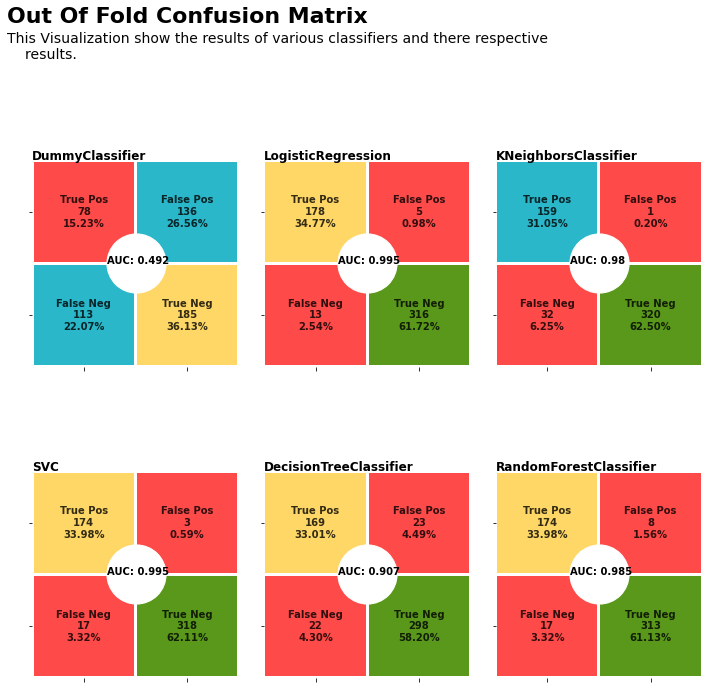 Out Of Fold Confusion Matrix
This Visualization show the results of various classifiers and there respective
results.
DummyClassifier
True Pos
78
15.23%
False Pos
136
26.56%
AUC: 0.492
False Neg
113
22.07%
True Neg
185
36.13%
LogisticRegression
True Pos
178
34.77%
False Pos
5
0.98%
AUC: 0.995
False Neg
13
2.54%
True Neg
316
61.72%
KNeighborsClassifier
True Pos
159
31.05%
False Pos
1
0.20%
AUC: 0.98
False Neg
32
6.25%
True Neg
320
62.50%
SVC
True Pos
174
33.98%
False Pos
3
0.59%
AUC: 0.995
False Neg
17
3.32%
True Neg
318
62.11%
DecisionTreeClassifier
True Pos
169
33.01%
False Pos
23
4.49%
AUC: 0.907
False Neg
22
4.30%
True Neg
298
58.20%
RandomForestClassifier
True Pos
174
33.98%
False Pos
8
1.56%
AUC: 0.985
False Neg
17
3.32%
True Neg
313
61.13%